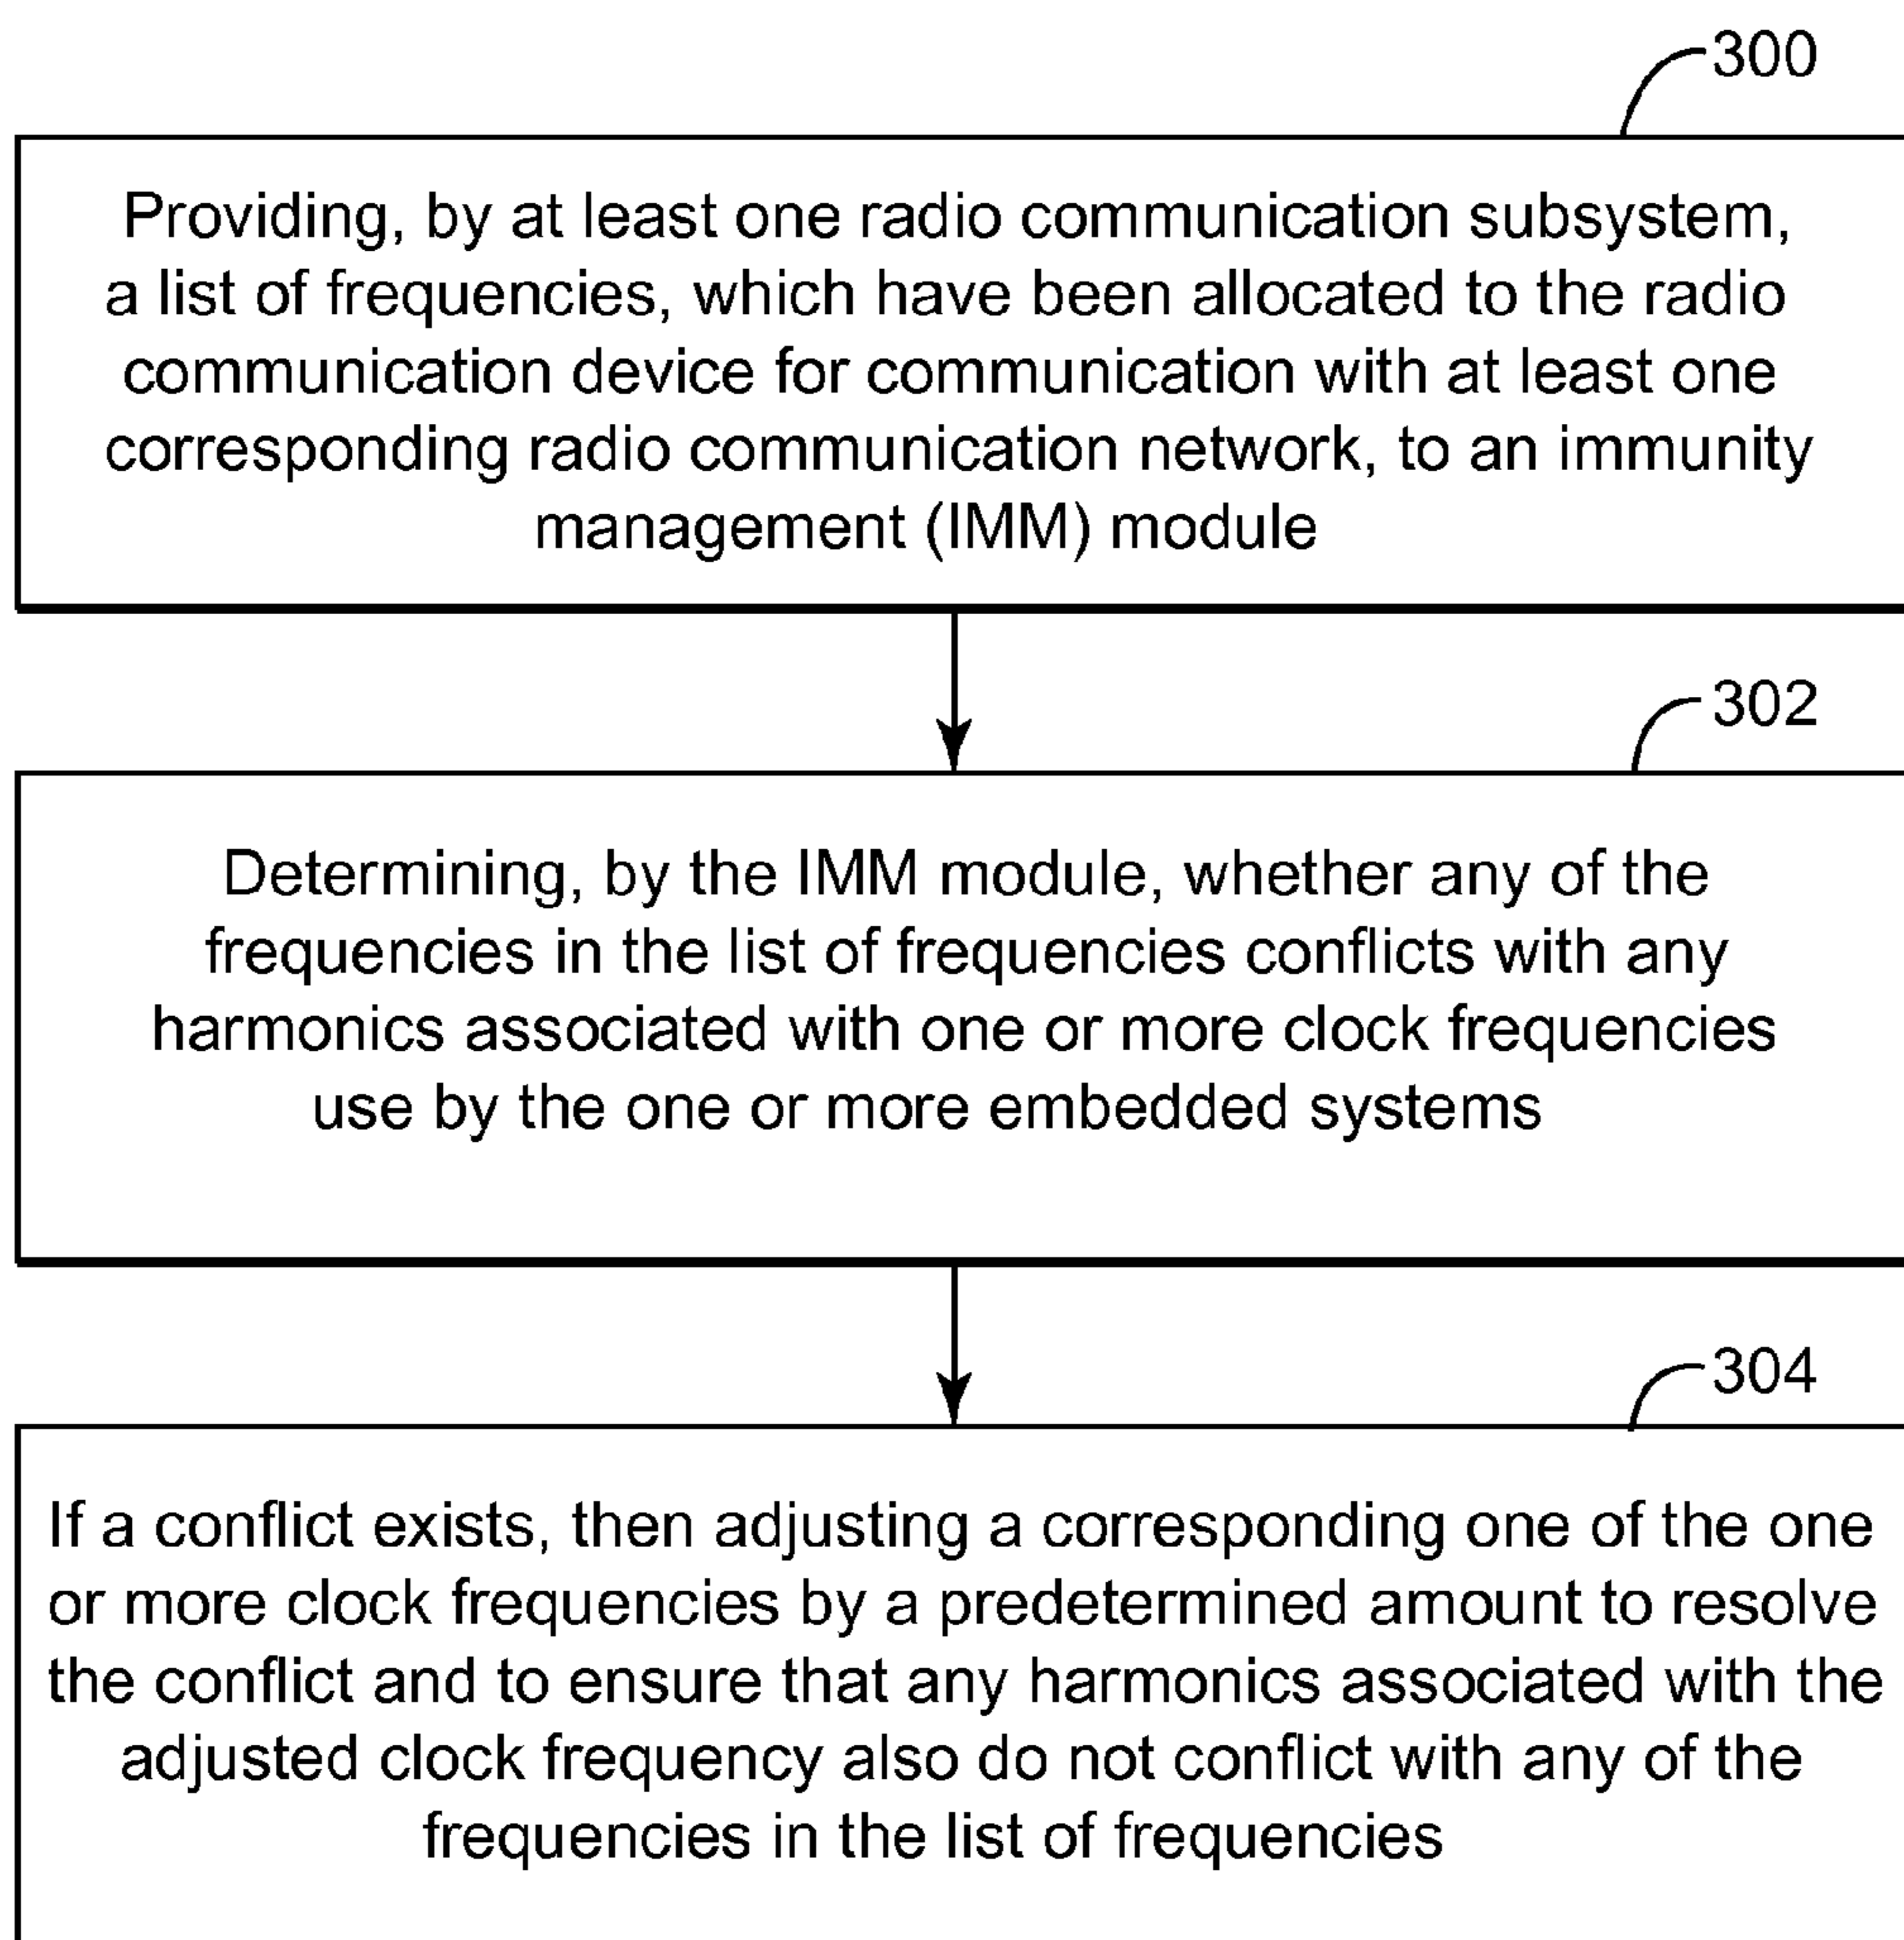 300
Providing, by at least one radio communication subsystem,
a list of frequencies, which have been allocated to the radio
communication device for communication with at least one
corresponding radio communication network, to an immunity
management (IMM) module
302
Determining, by the IMM module, whether any of the
frequencies in the list of frequencies conflicts with any
harmonics associated with one or more clock frequencies
use by the one or more embedded systems
304
If a conflict exists, then adjusting a corresponding one of the one
or more clock frequencies by a predetermined amount to resolve
the conflict and to ensure that any harmonics associated with the
adjusted clock frequency also do not conflict with any of the
frequencies in the list of frequencies